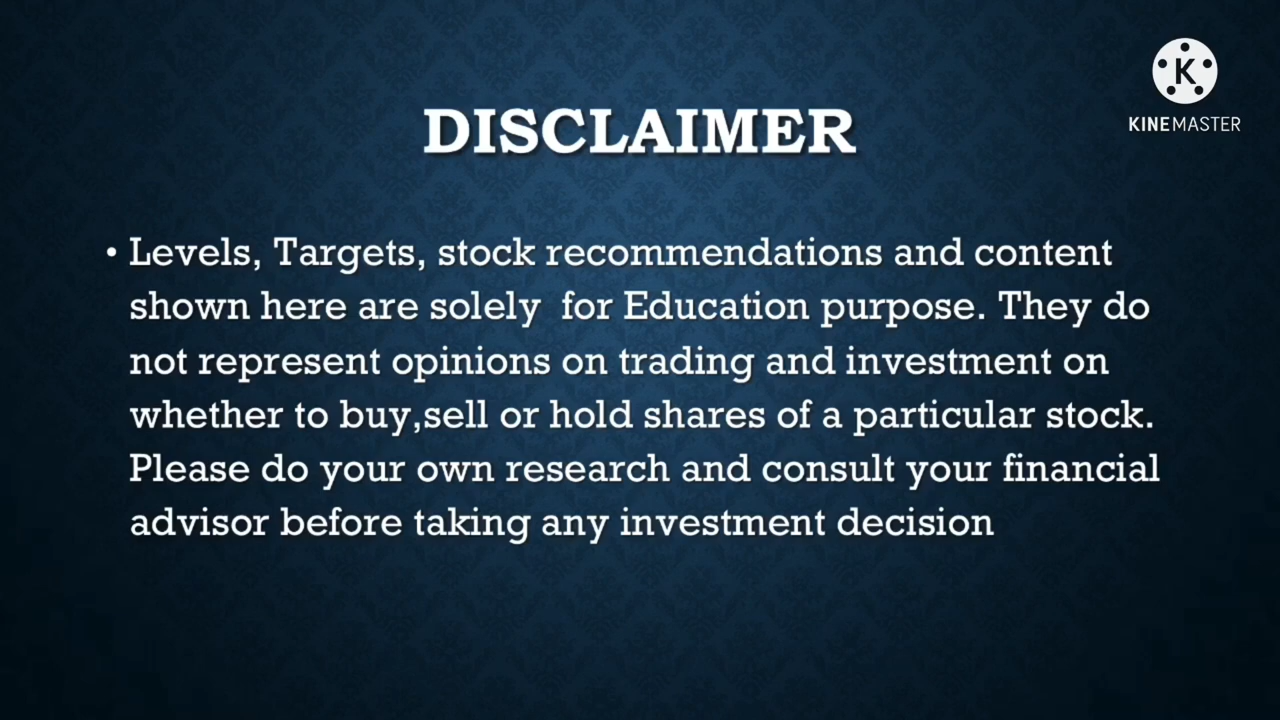 K
KINEMASTER
DISCLAIMER
• Levels, Targets, stock recommendations and content
shown here are solely  for Education purpose. They do
not represent opinions on trading and investment on
whether to buy,sell or hold shares of a particular stock.
Please do your own research and consult your financial
advisor before taking any investment decision